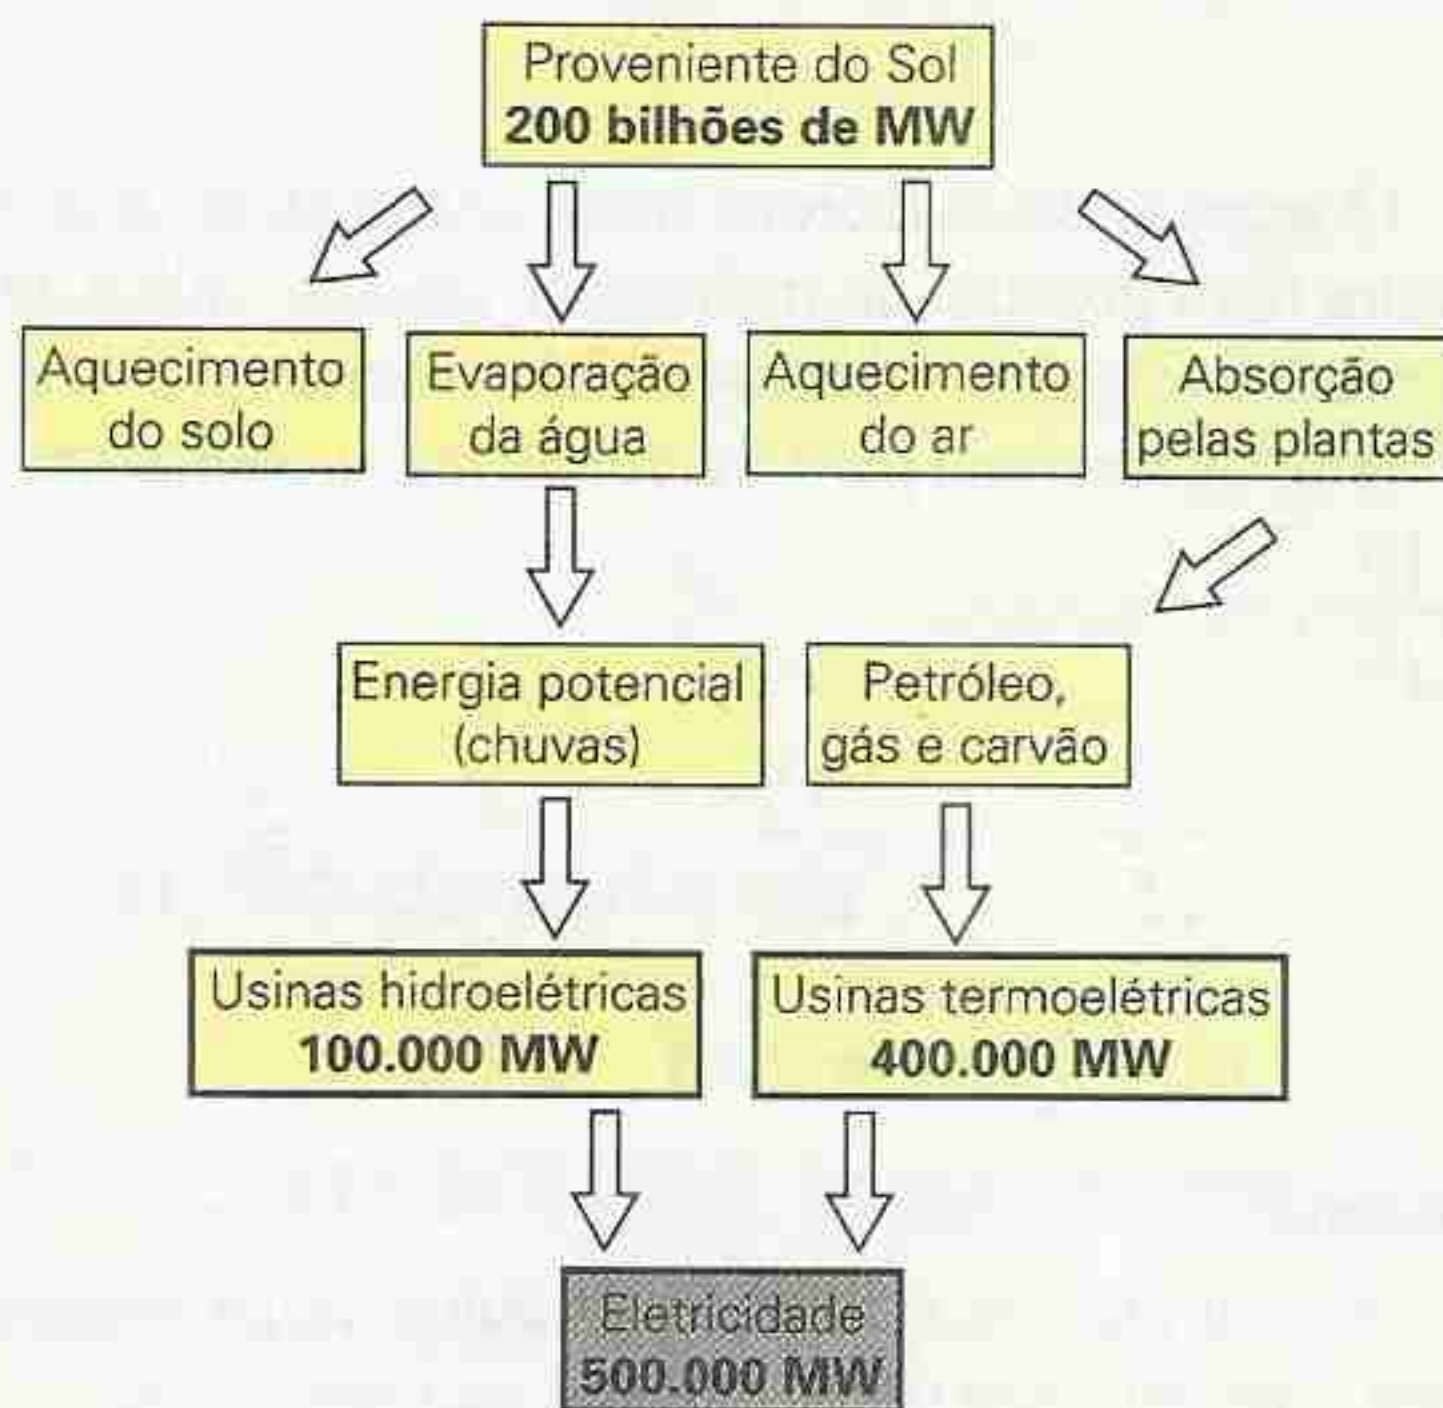 Proveniente do Sol
200 bilhões de MW
Aquecimento
do solo
Evaporação
da água
Aquecimento
do ar
Absorção
pelas plantas
Energia potencial
(chuvas)
Petróleo,
gás e carvão
Usinas hidroelétricas
100.000 MW
Usinas termoelétricas
400.000 MW
Eletricidade
500.000 MW